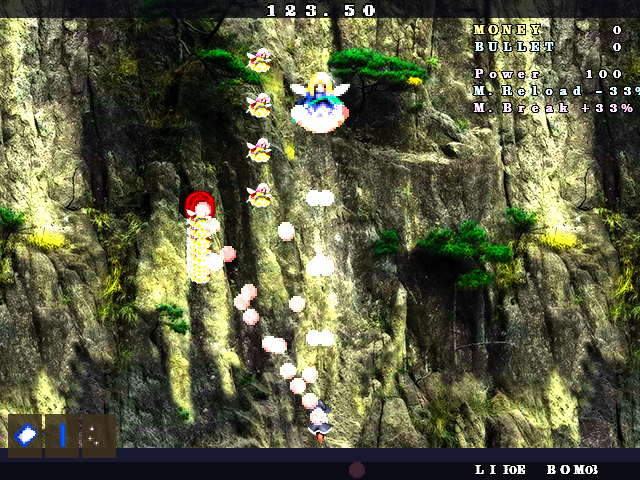 123.50
MONEY 0
BULLET 0
Power 100
M.Reload -33%
M.Break +33%